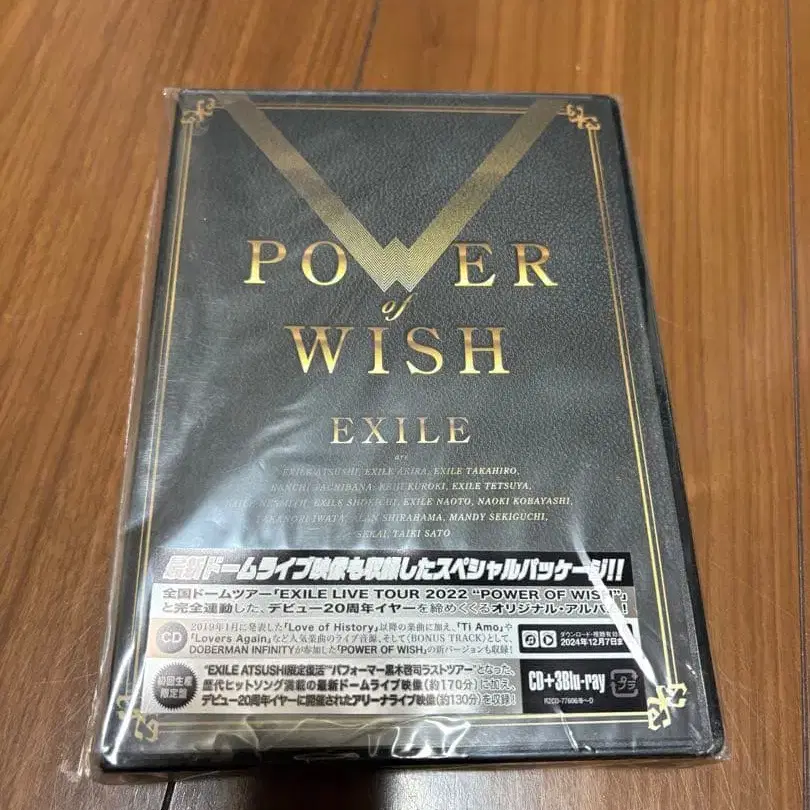 POWER
of
WISH
EXILE
are
EXILE ATSUSHI, EXILE AKIRA, EXILE TAKAHIRO,
KENCHI TACHIBANA, KEIJI KUROKI, EXILE TETSUYA,
EXILE NESMITH, EXILE SHOKICHI, EXILE NAOTO, NAOKI KOBAYASHI,
TAKANORI IWATA, ALAN SHIRAHAMA, MANDY SEKIGUCHI,
SEKAI, TAIKI SATO
最新ドームライブ映像も収録したスペシャルパッケージ!!
全国ドームツアー「EXILE LIVE TOUR 2022 “POWER OF WISH”」
と完全連動した、デビュー20周年イヤーを締めくくるオリジナル・アルバム!
CD
2019年1月に発表した「Love of History」以降の楽曲に加え、「Ti Amo」や
「Lovers Again」など人気楽曲のライブ音源、そして〈BONUS TRACK〉として、
DOBERMAN INFINITYが参加した「POWER OF WISH」の新バージョンも収録!
ダウンロード・視聴有効
2024年12月7日まで
初回生産
限定盤
“EXILE ATSUSHI限定復活”“パフォーマー黒木啓司ラストツアー”となった、
歴代ヒットソング満載の最新ドームライブ映像(約170分)に加え、
デビュー20周年イヤーに開催されたアリーナライブ映像(約130分)を収録!
CD+3Blu-ray
プラ
RZCD-77606/B~D